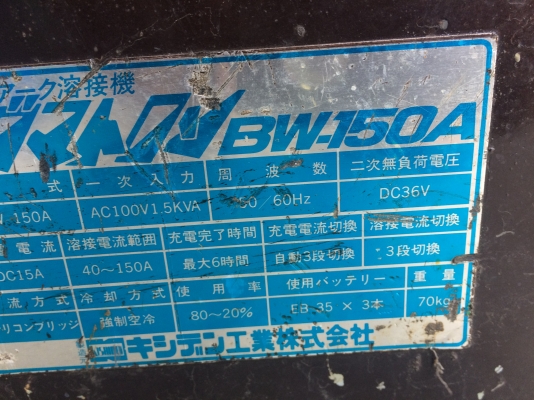 アーク溶接機
BW-150A
式 一次入力 周波数 二次無負荷電圧
150A AC100V1.5KVA 50 60Hz DC36V
電流 溶接電流範囲 充電完了時間 充電電流切換 溶接電流切換
DC15A 40〜150A 最大6時間 自動3段切換 3段切換
流方式 冷却方式 使用率 使用バッテリー 重量
リコンブリッジ 強制空冷 80〜20% EB-35 × 3本 70kg
キシデン工業株式会社